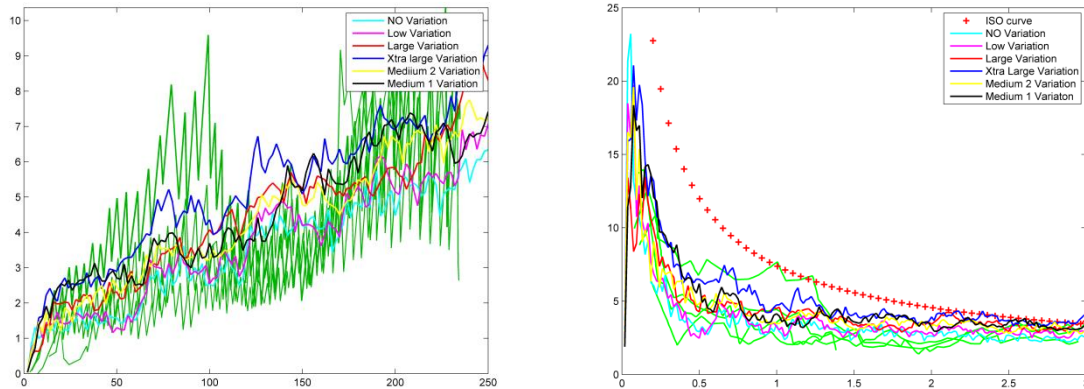 10
9
8
7
6
5
4
3
2
1
0
0 50 100 150 200 250
NO Variation
Low Variation
Large Variation
Xtra large Variation
Mediium 2 Variation
Medium 1 Variation
25
20
15
10
5
0
0 0.5 1 1.5 2 2.5
ISO curve
NO Variation
Low Variation
Large Variation
Xtra Large Variation
Medium 2 Variation
Medium 1 Variaton